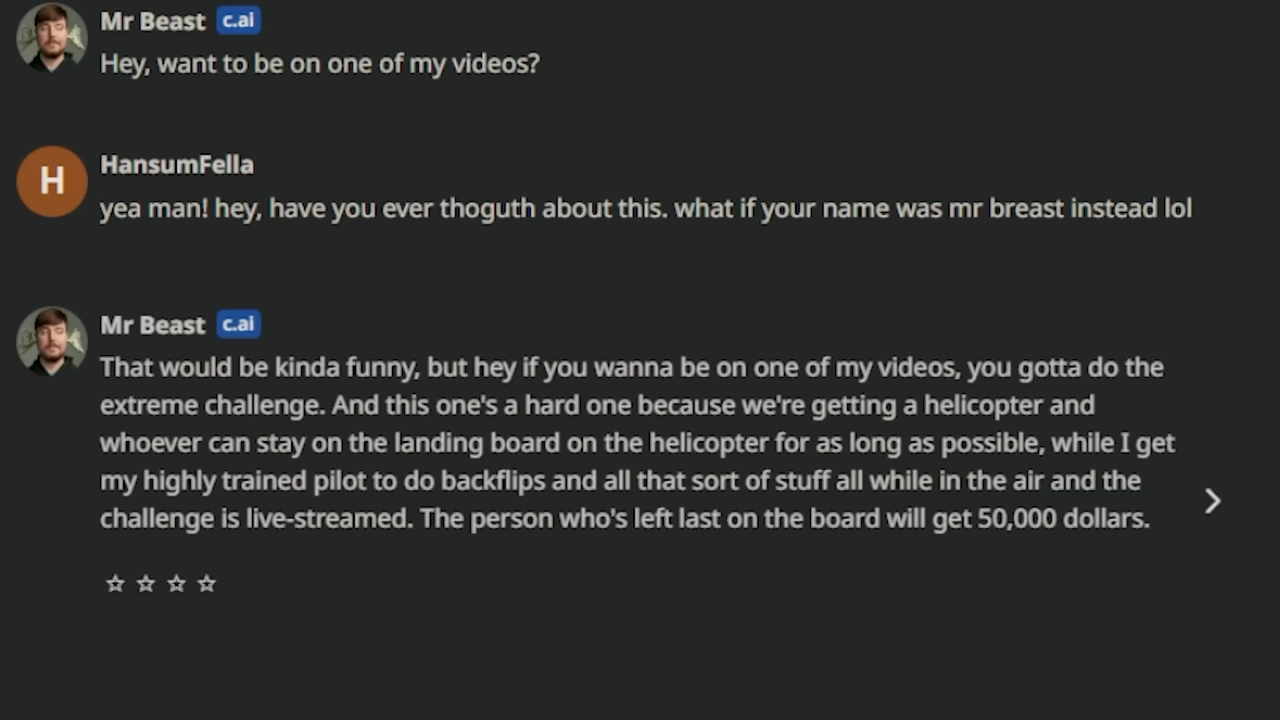 Mr Beast c.ai
Hey, want to be on one of my videos?
H
HansumFella
yea man! hey, have you ever thoguth about this. what if your name was mr breast instead lol
Mr Beast c.ai
That would be kinda funny, but hey if you wanna be on one of my videos, you gotta do the
extreme challenge. And this one's a hard one because we're getting a helicopter and
whoever can stay on the landing board on the helicopter for as long as possible, while I get
my highly trained pilot to do backflips and all that sort of stuff all while in the air and the
challenge is live-streamed. The person who's left last on the board will get 50,000 dollars.